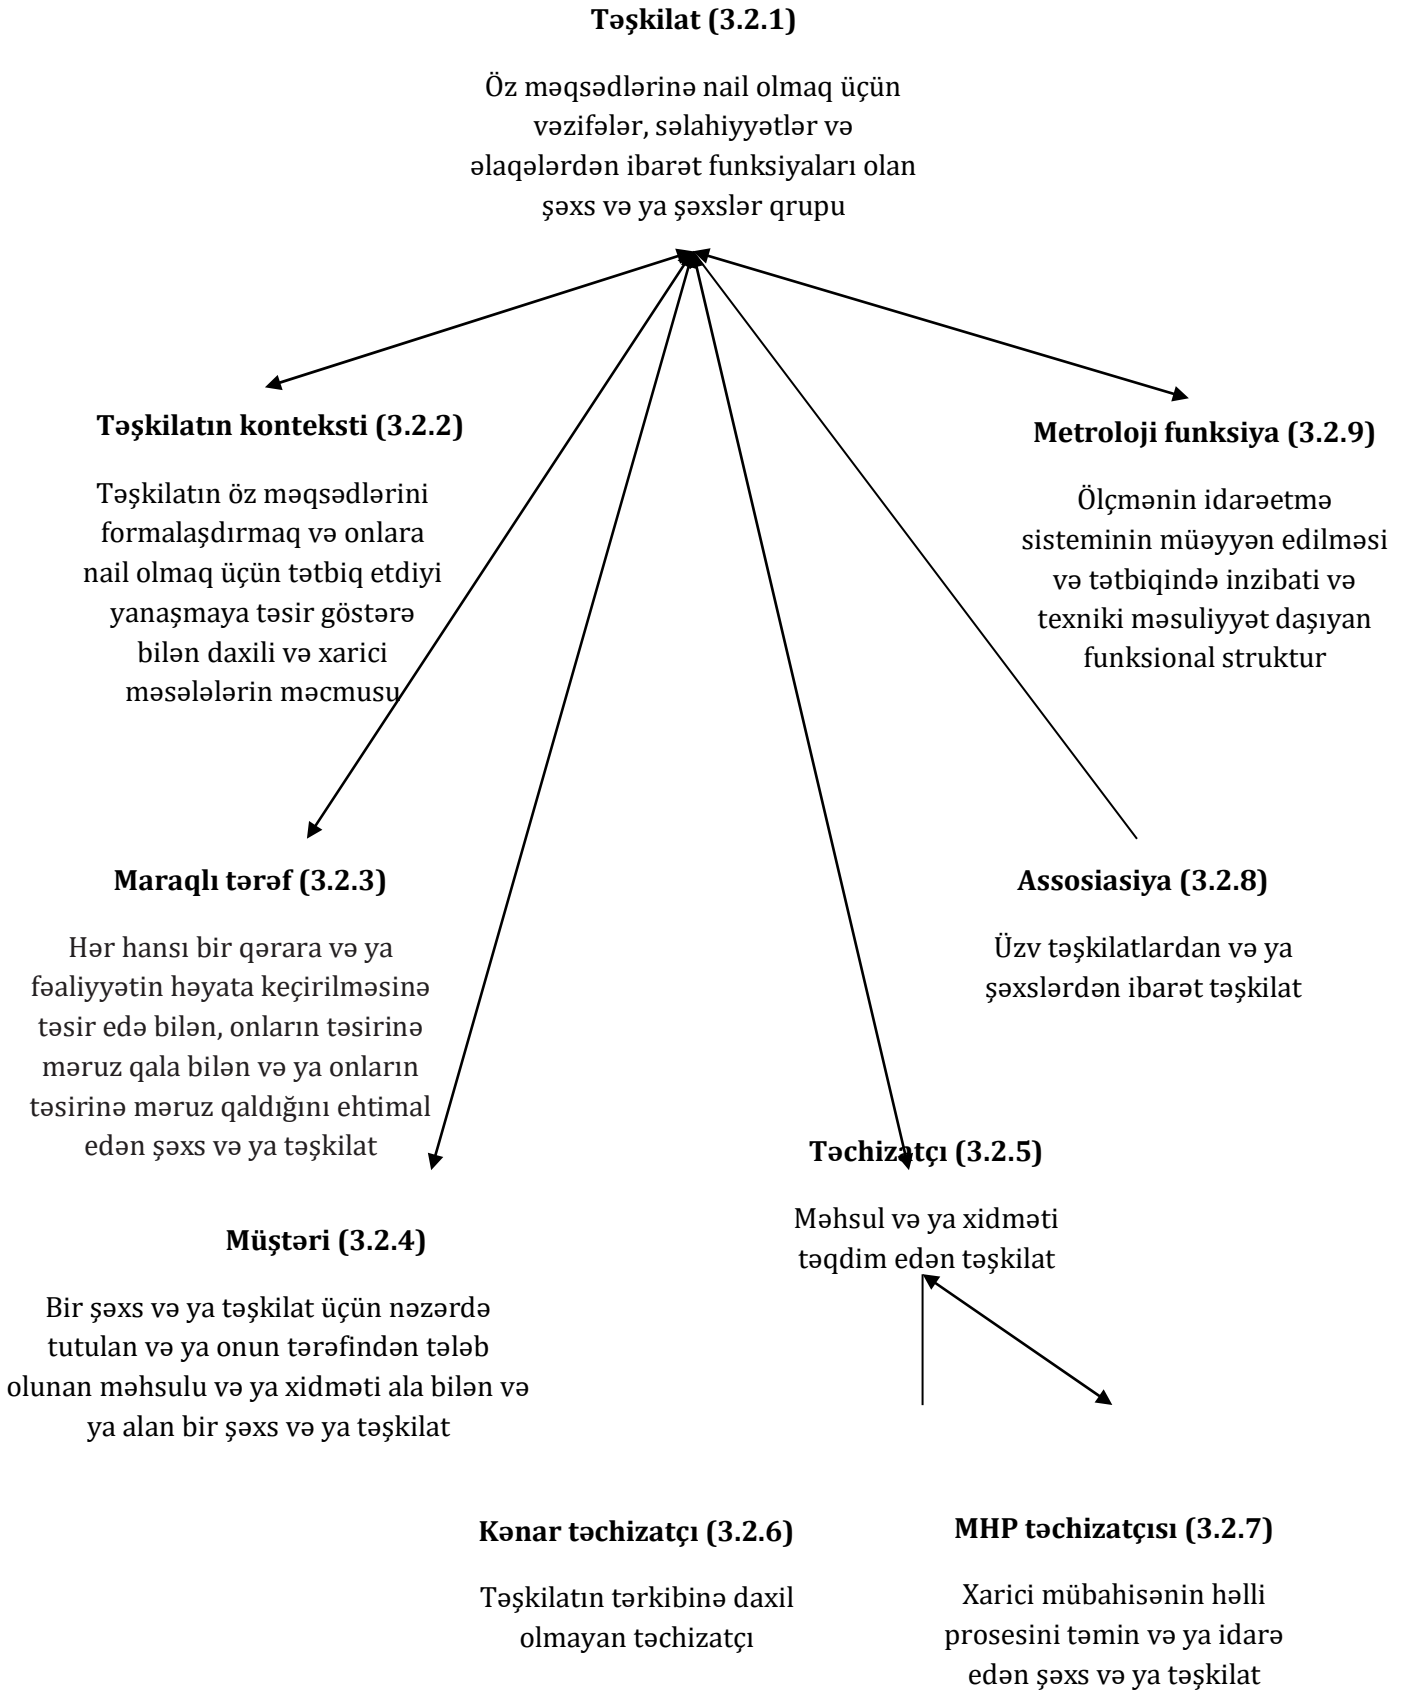 Təşkilat (3.2.1)
Öz məqsədlərinə nail olmaq üçün
vəzifələr, səlahiyyətlər və
əlaqələrdən ibarət funksiyaları olan
şəxs və ya şəxslər qrupu
Təşkilatın konteksti (3.2.2)
Təşkilatın öz məqsədlərini
formalaşdırmaq və onlara
nail olmaq üçün tətbiq etdiyi
yanaşmaya təsir göstərə
bilən daxili və xarici
məsələlərin məcmusu
Metroloji funksiya (3.2.9)
Ölçmənin idarəetmə
sisteminin müəyyən edilməsi
və tətbiqində inzibati və
texniki məsuliyyət daşıyan
funksional struktur
Maraqlı tərəf (3.2.3)
Hər hansı bir qərara və ya
fəaliyyətin həyata keçirilməsinə
təsir edə bilən, onların təsirinə
məruz qala bilən və ya onların
təsirinə məruz qaldığını ehtimal
edən şəxs və ya təşkilat
Assosiasiya (3.2.8)
Üzv təşkilatlardan və ya
şəxslərdən ibarət təşkilat
Təchizatçı (3.2.5)
Məhsul və ya xidməti
təqdim edən təşkilat
Müştəri (3.2.4)
Bir şəxs və ya təşkilat üçün nəzərdə
tutulan və ya onun tərəfindən tələb
olunan məhsulu və ya xidməti ala bilən və
ya alan bir şəxs və ya təşkilat
Kənar təchizatçı (3.2.6)
Təşkilatın tərkibinə daxil
olmayan təchizatçı
MHP təchizatçısı (3.2.7)
Xarici mübahisənin həlli
prosesini təmin və ya idarə
edən şəxs və ya təşkilat